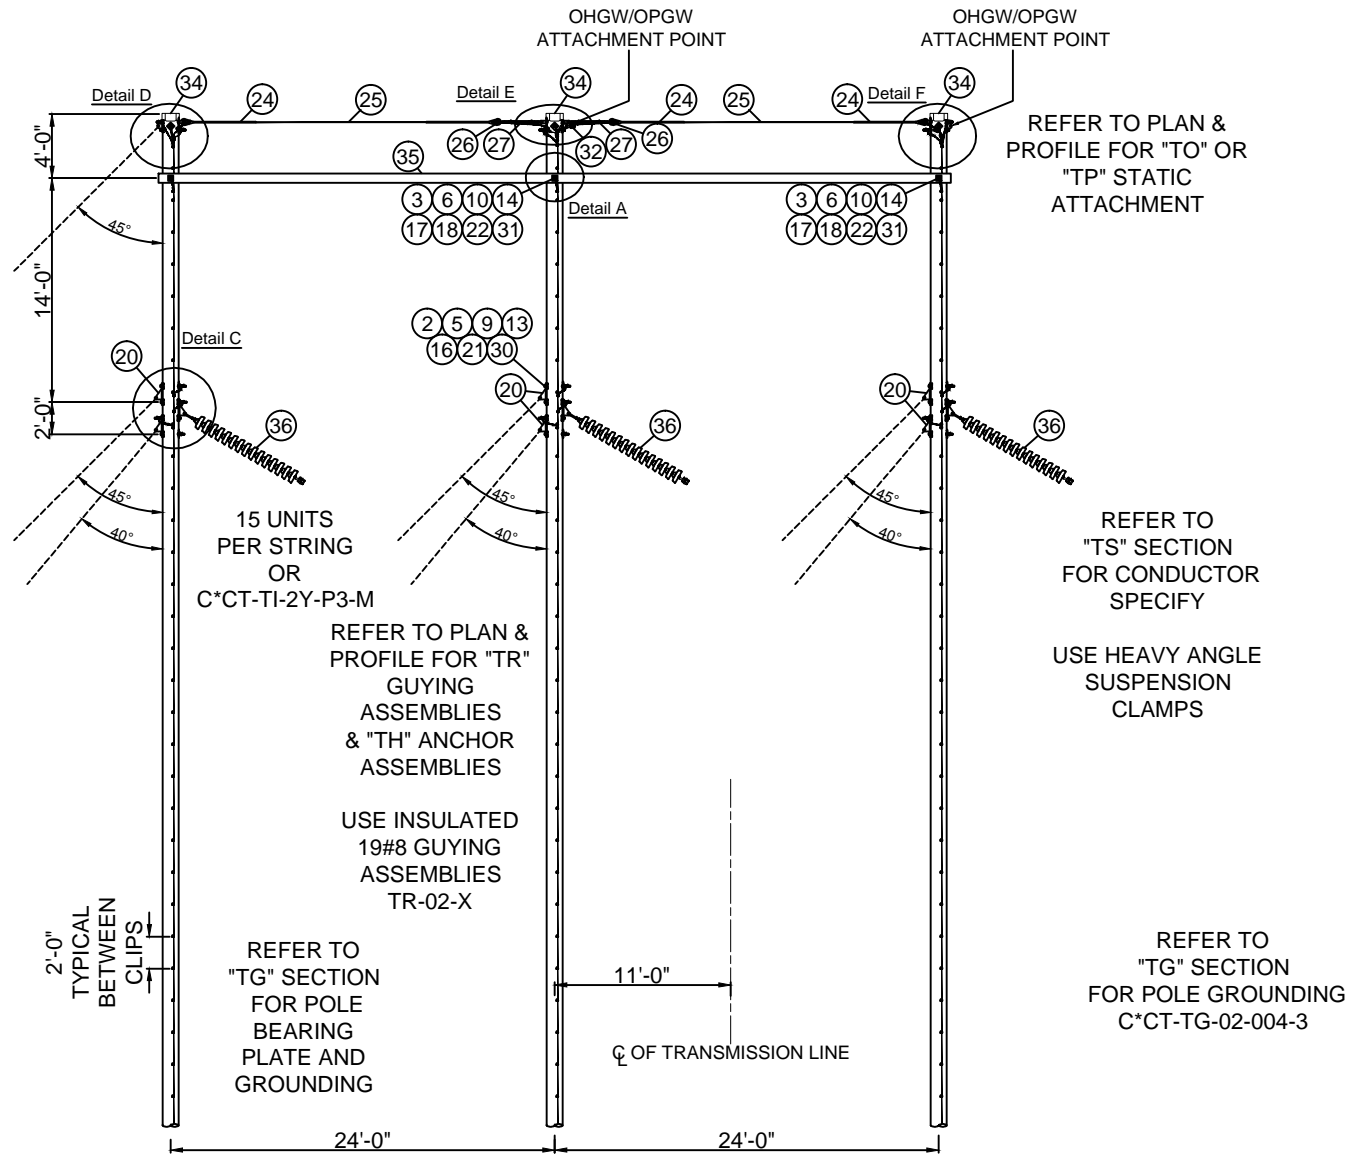 OHGW/OPGW
ATTACHMENT POINT
OHGW/OPGW
ATTACHMENT POINT
Detail D
34
24
25
Detail E
34
24
25
24
Detail F
34
26
27
32
27
26
REFER TO PLAN &
PROFILE FOR "TO" OR
"TP" STATIC
ATTACHMENT
4'-0"
35
3 6 10 14
17 18 22 31
Detail A
3 6 10 14
17 18 22 31
45°
14'-0"
Detail C
2 5 9 13
16 21 30
20
20
20
2'-0"
36
36
36
45°
40°
45°
40°
45°
40°
15 UNITS
PER STRING
OR
C*CT-TI-2Y-P3-M
REFER TO
"TS" SECTION
FOR CONDUCTOR
SPECIFY
USE HEAVY ANGLE
SUSPENSION
CLAMPS
REFER TO PLAN &
PROFILE FOR "TR"
GUYING
ASSEMBLIES
& "TH" ANCHOR
ASSEMBLIES
USE INSULATED
19#8 GUYING
ASSEMBLIES
TR-02-X
2'-0"
TYPICAL
BETWEEN
CLIPS
REFER TO
"TG" SECTION
FOR POLE
BEARING
PLATE AND
GROUNDING
11'-0"
℄ OF TRANSMISSION LINE
REFER TO
"TG" SECTION
FOR POLE GROUNDING
C*CT-TG-02-004-3
24'-0"
24'-0"